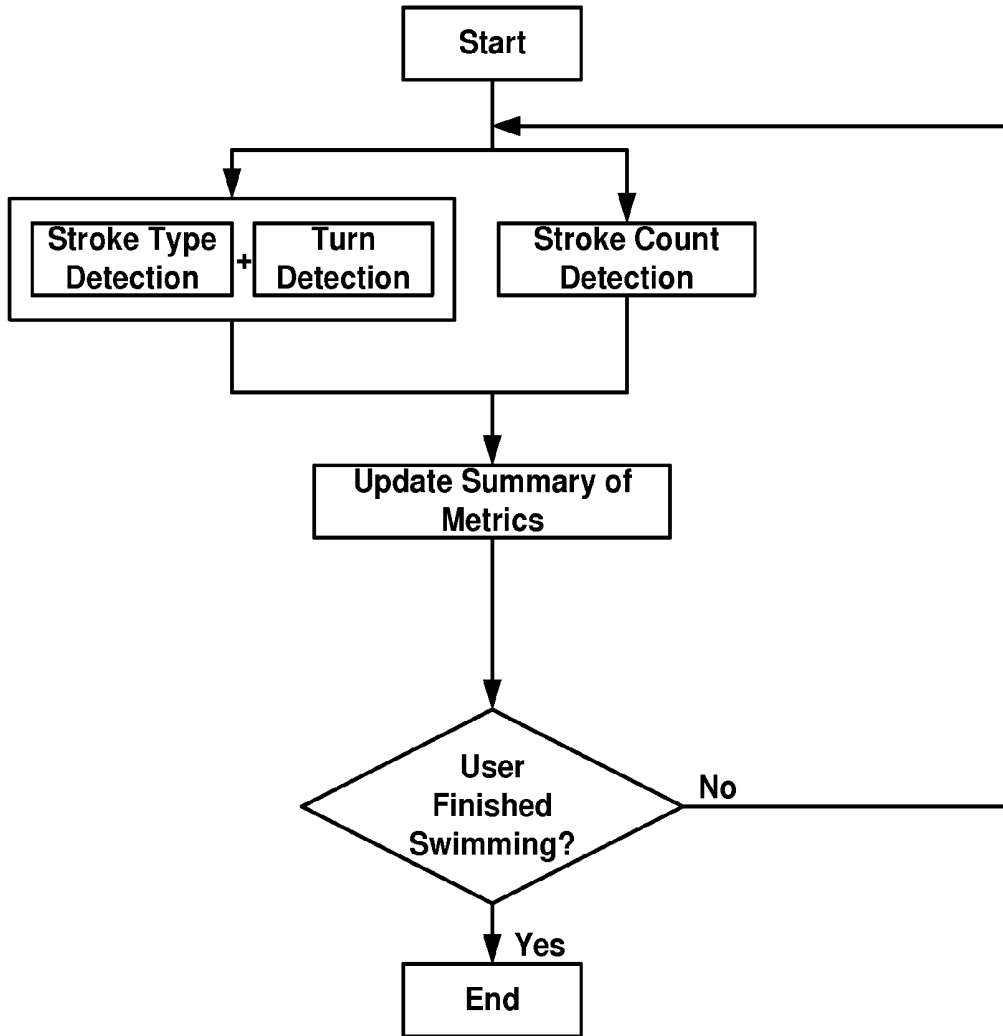 Start
Stroke Type
Detection
+
Turn
Detection
Stroke Count
Detection
Update Summary of
Metrics
User
Finished
Swimming?
No
Yes
End